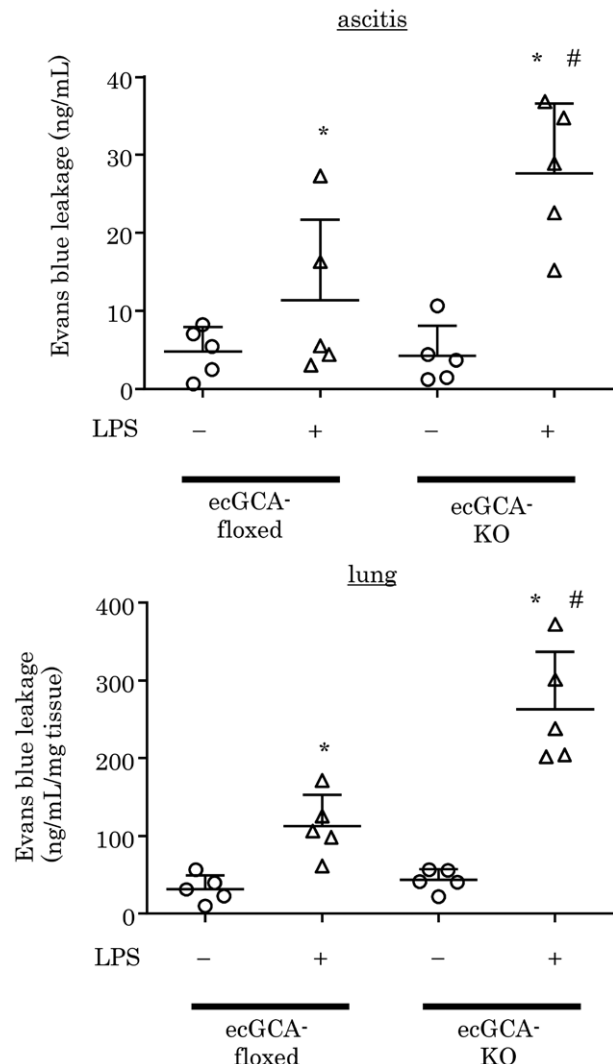 ascitis
Evans blue leakage (ng/mL)
40
30
20
10
0
*
* #
LPS – + – +
ecGCA-
floxed
ecGCA-
KO
lung
Evans blue leakage
(ng/mL/mg tissue)
400
300
200
100
0
*
* #
LPS – + – +
ecGCA-
floxed
ecGCA-
KO